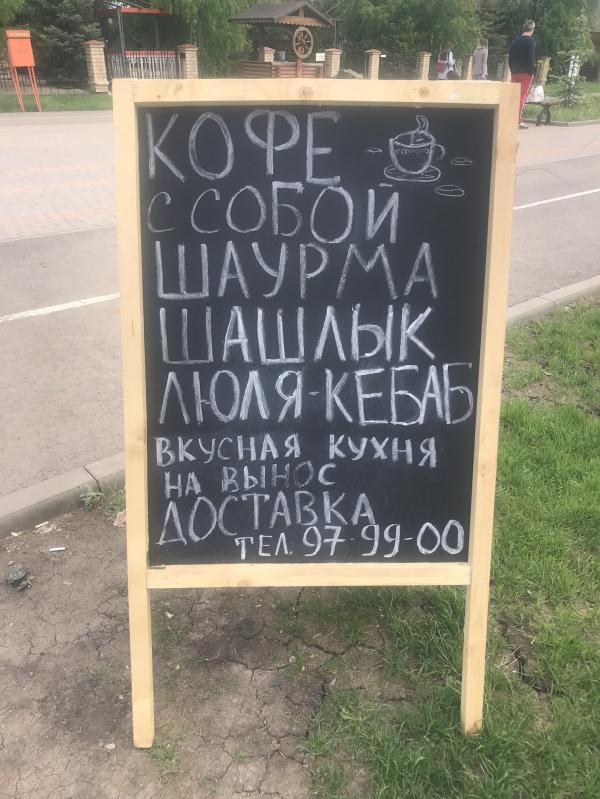 КОФЕ
С СОБОЙ
ШАУРМА
ШАШЛЫК
ЛЮЛЯ-КЕБАБ
ВКУСНАЯ КУХНЯ
НА ВЫНОС
ДОСТАВКА
ТЕЛ. 97-99-00